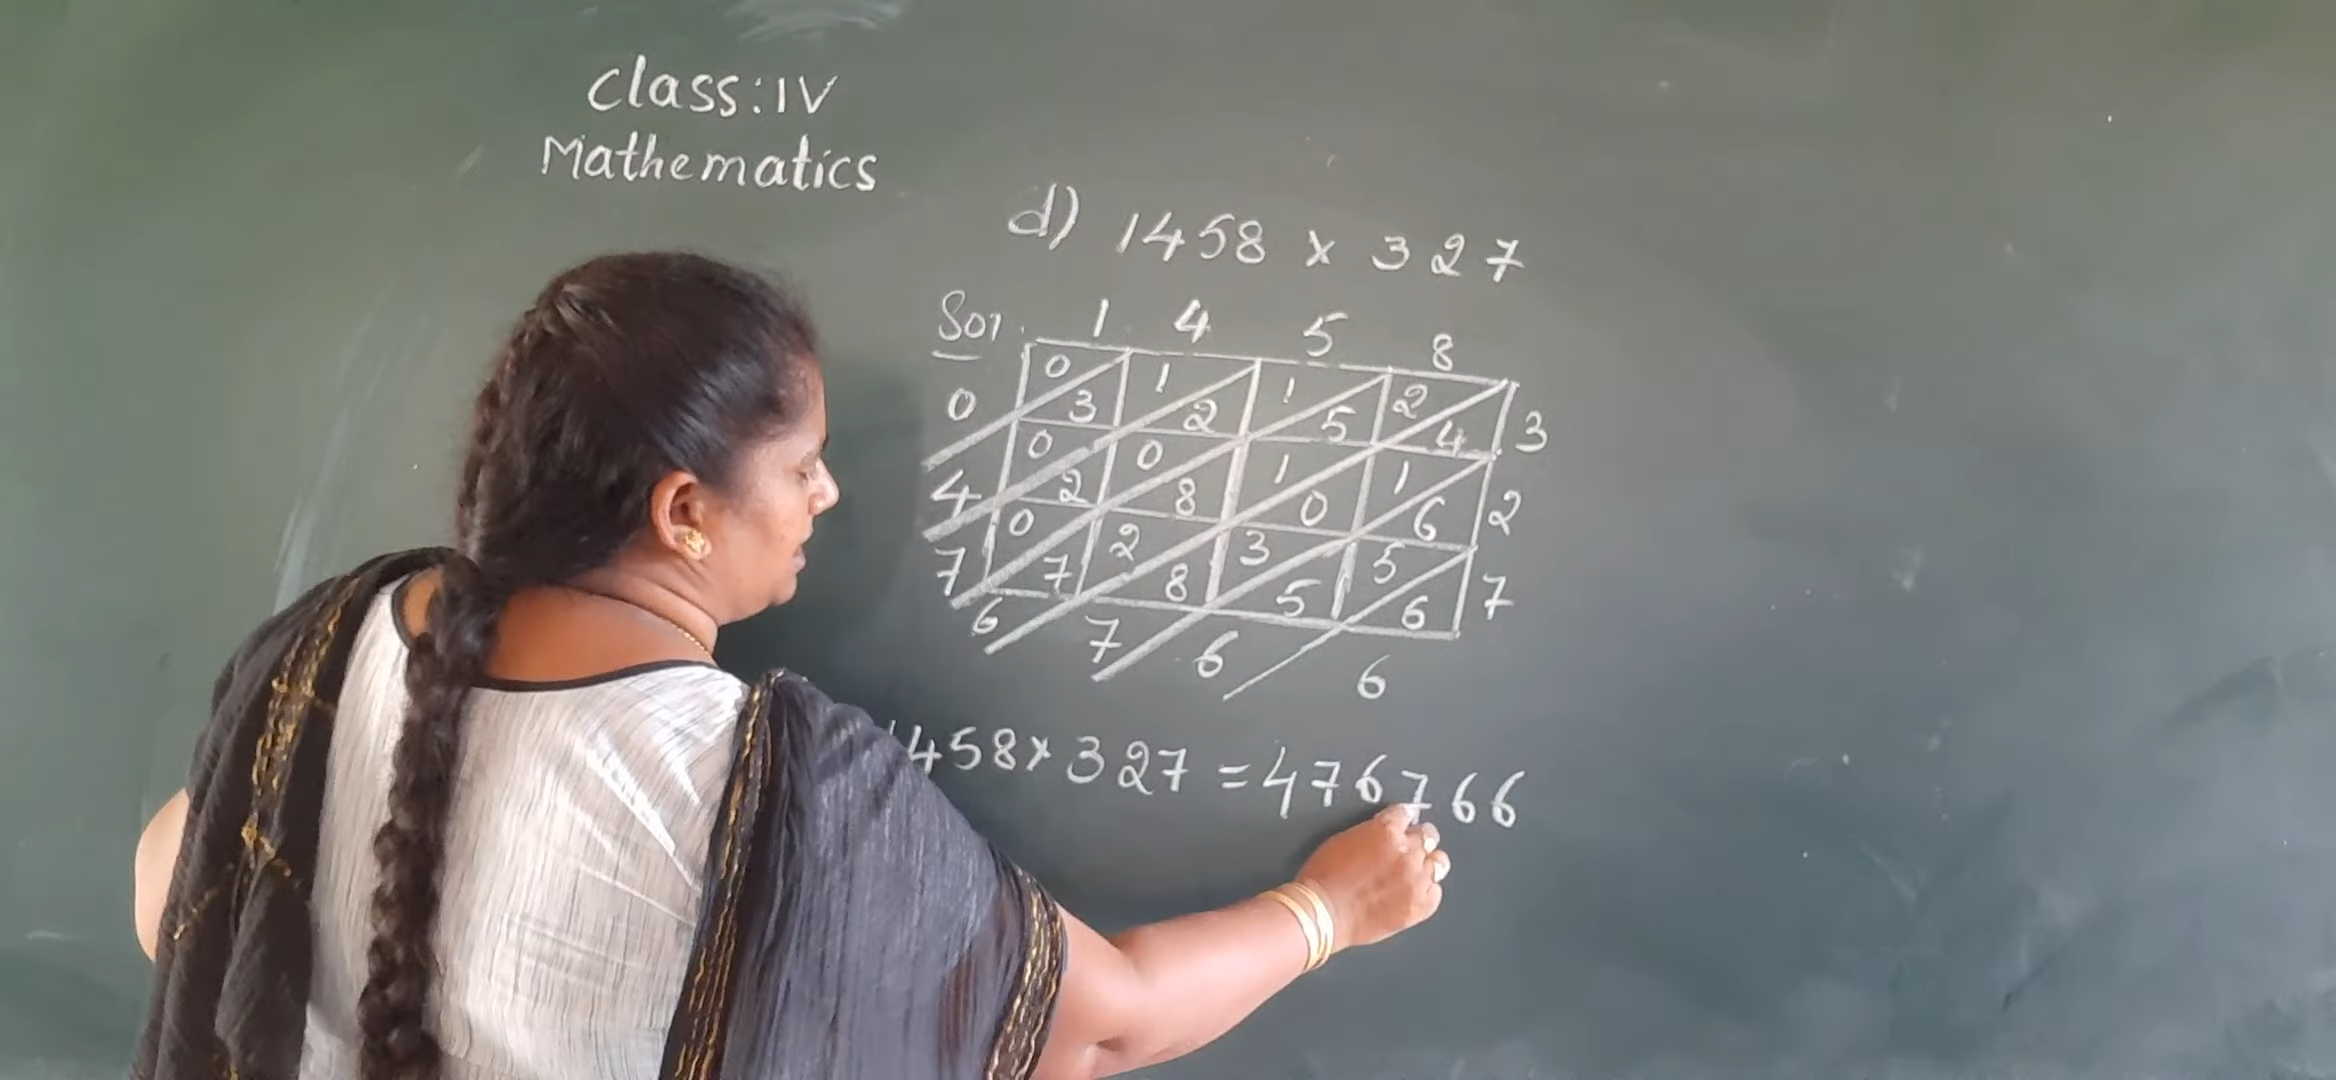 class: IV
Mathematics
d) 1458 x 327
Sol.
1 4 5 8
0 1 1 2
0 3 2 5 4 3
0 0 1 1
4 2 8 0 6 2
0 2 3 5
7 7 8 5 6 7
6 7 6 6
1458 x 327 = 476766